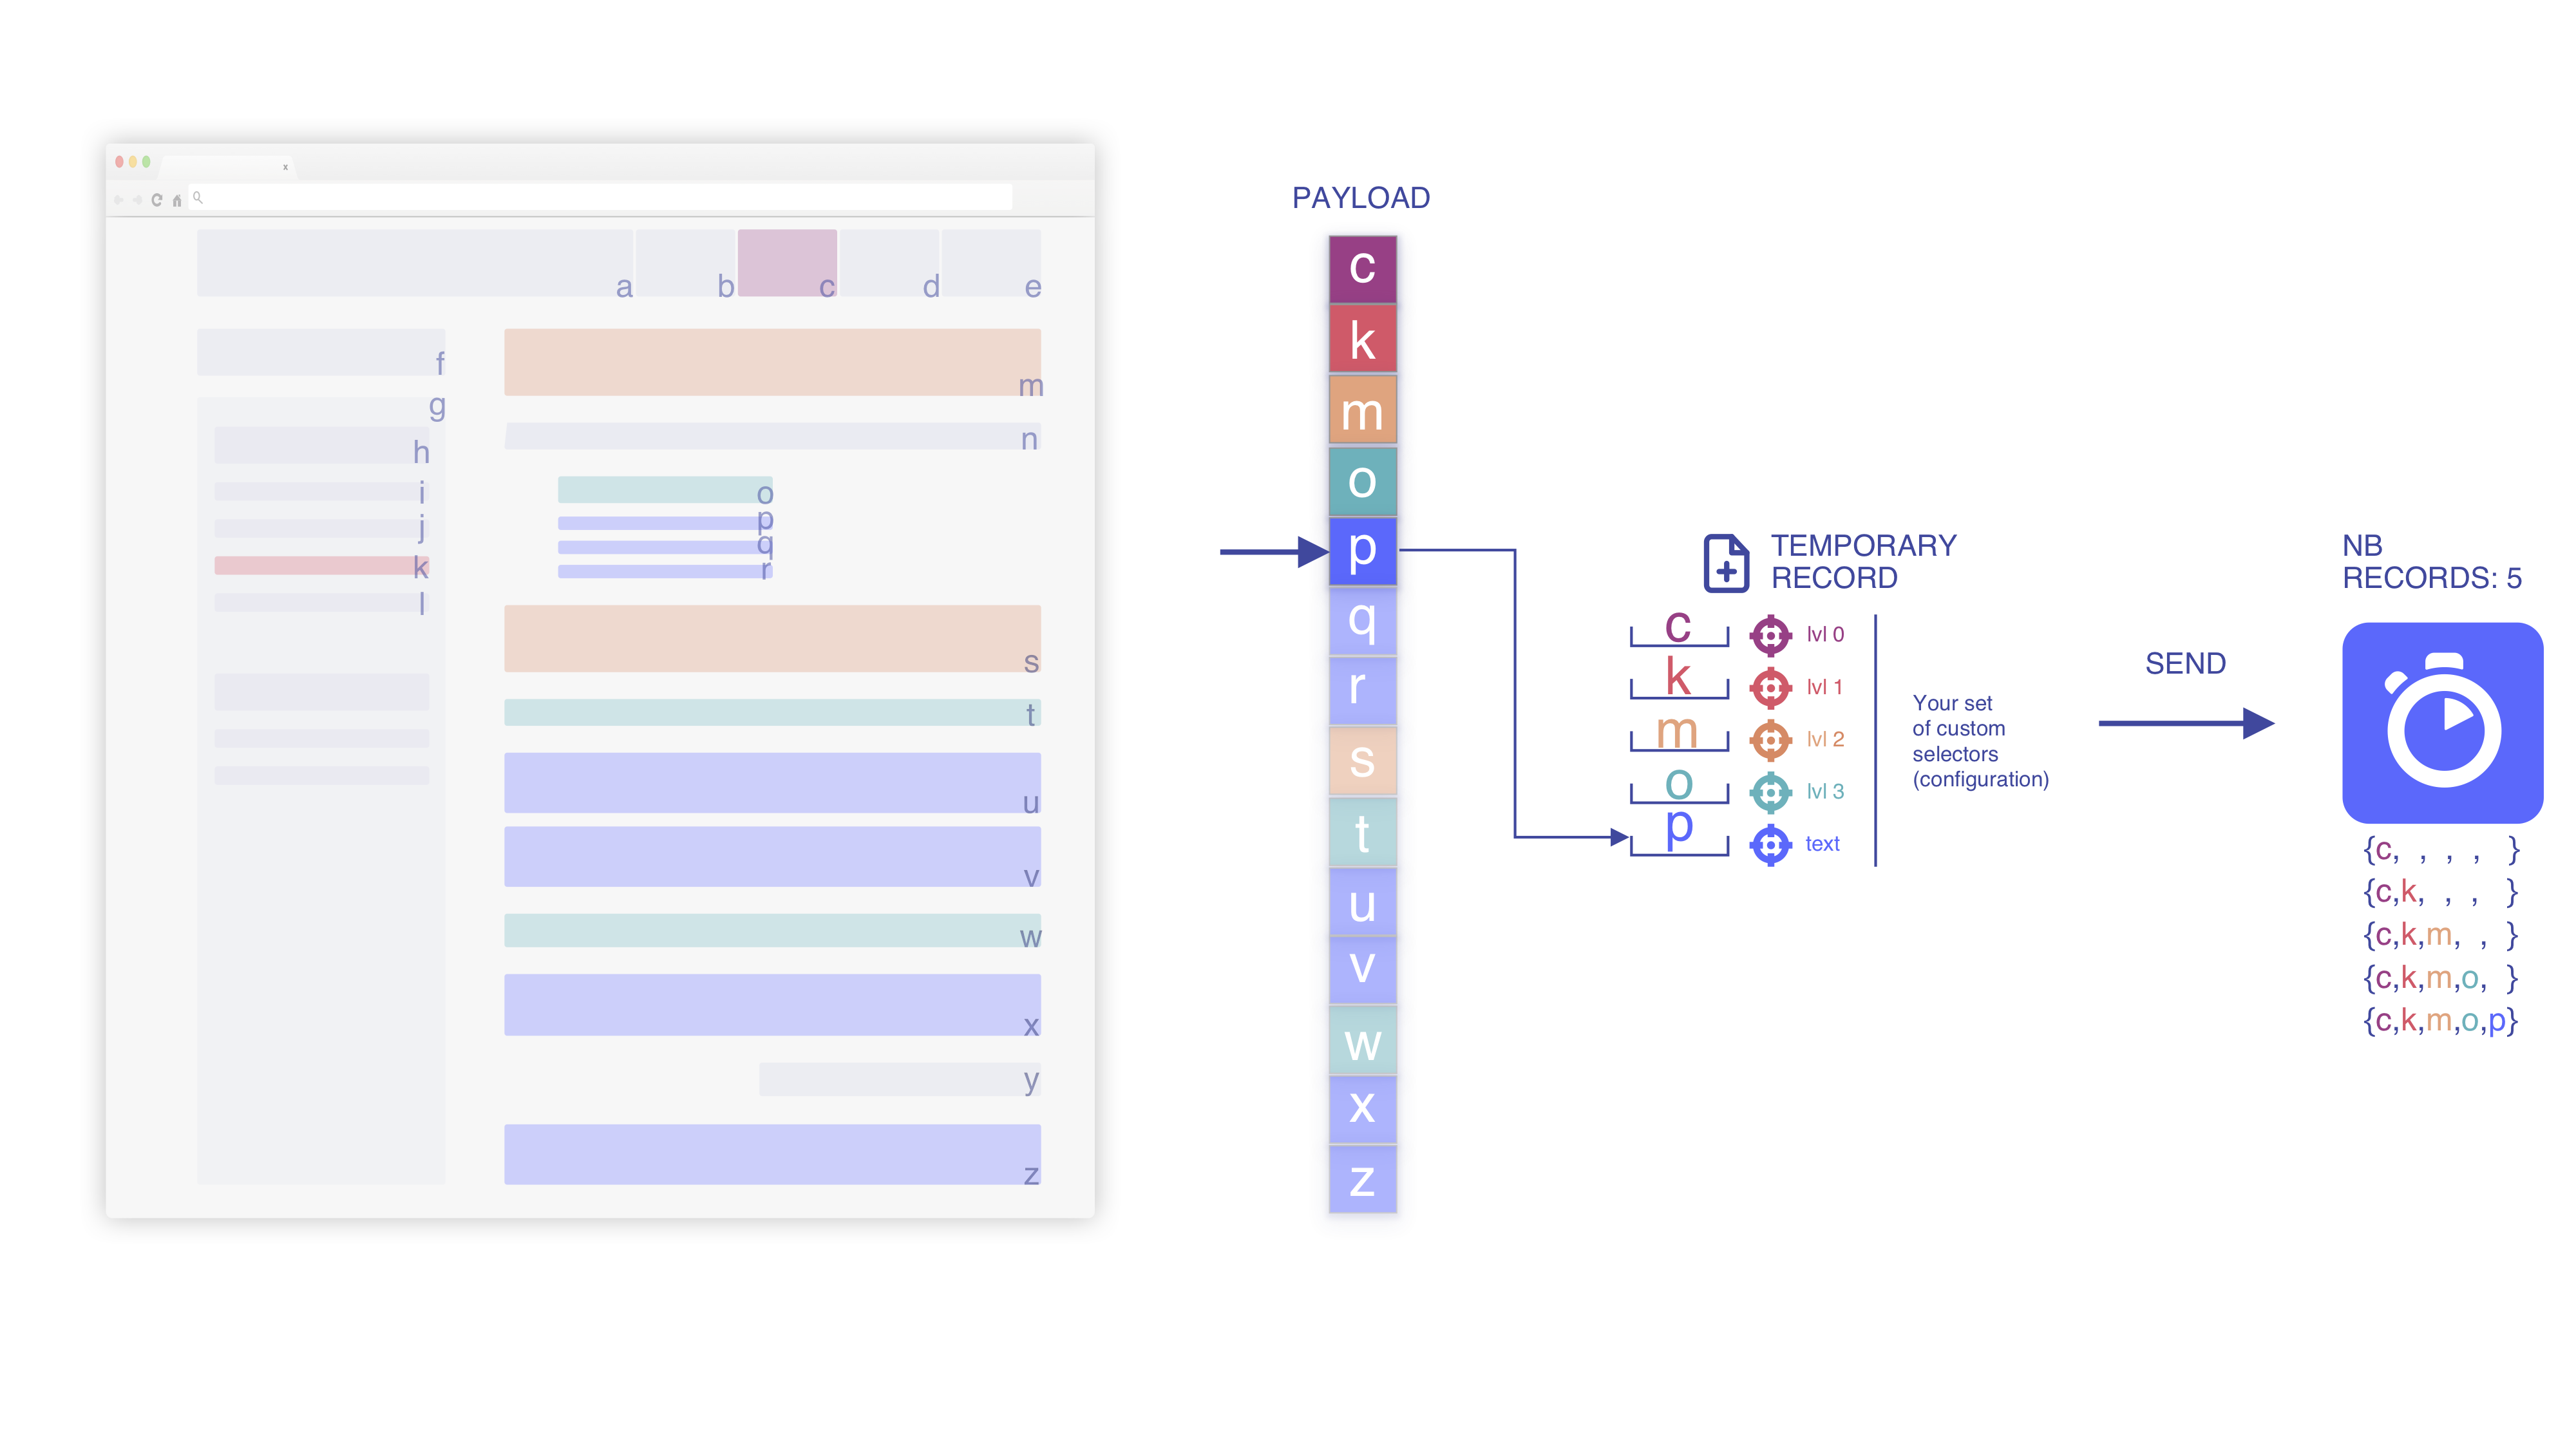 x
a
b
c
d
e
f
g
h
i
j
k
l
m
n
o
p
q
r
s
t
u
v
w
x
y
z
PAYLOAD
c
k
m
o
p
q
r
s
t
u
v
w
x
z
TEMPORARY
RECORD
c lvl 0
k lvl 1
m lvl 2
o lvl 3
p text
Your set
of custom
selectors
(configuration)
SEND
NB
RECORDS: 5
{c, , , , }
{c,k, , , }
{c,k,m, , }
{c,k,m,o, }
{c,k,m,o,p}